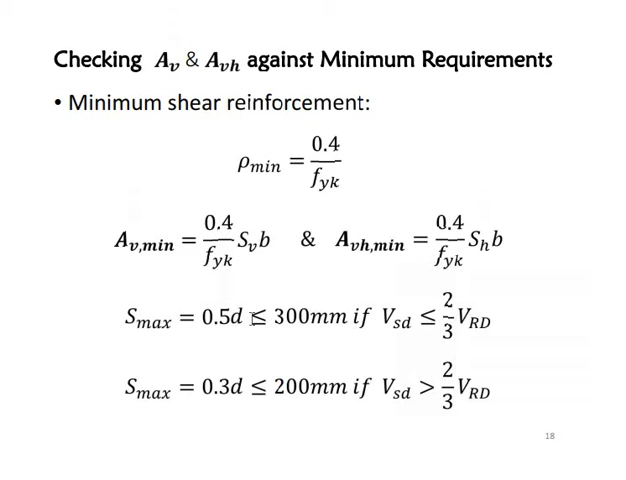 Checking A_v & A_vh against Minimum Requirements
• Minimum shear reinforcement:
ρ_min = 0.4/f_yk
A_v,min = 0.4/f_yk S_v b & A_vh,min = 0.4/f_yk S_h b
S_max = 0.5d ≤ 300mm if V_sd ≤ 2/3 V_RD
S_max = 0.3d ≤ 200mm if V_sd > 2/3 V_RD
18